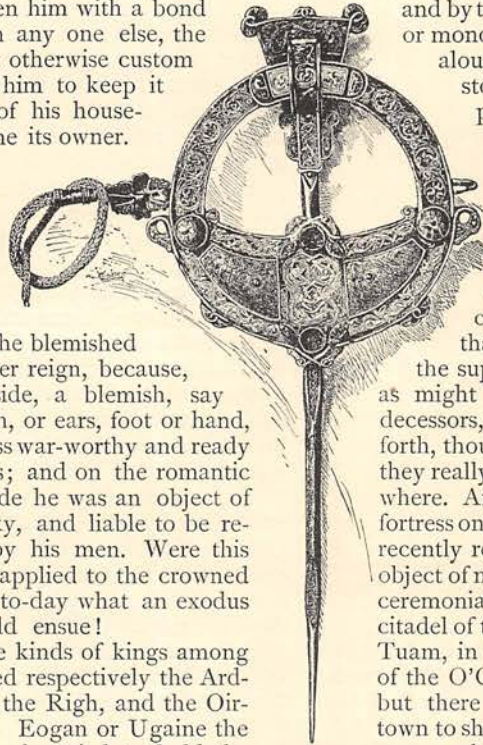 en him with a bond
n any one else, the
otherwise custom
him to keep it
of his house-
ne its owner.
he blemished
er reign, because,
ide, a blemish, say
n, or ears, foot or hand,
ss war-worthy and ready
s; and on the romantic
de he was an object of
ky, and liable to be re-
by his men. Were this
applied to the crowned
to-day what an exodus
ld ensue!
e kinds of kings among
ed respectively the Ard-
the Righ, and the Oir-
Eogan or Ugaine the
and by t
or mono
alou
sto
p
c
tha
the sup
as might
decessors,
forth, thou
they really
where. A
fortress on
recently re
object of n
ceremonia
citadel of t
Tuam, in
of the O'C
but there
town to sh